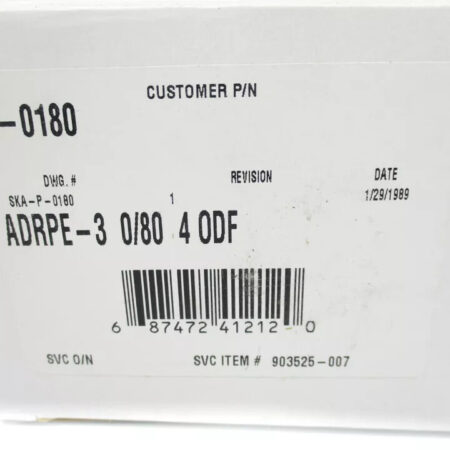 CUSTOMER P/N
-0180
DWG. # REVISION DATE
SKA-P-0180 1 1/29/1989
ADRPE-3 0/80 4 ODF
6 87472 41212 0
SVC O/N SVC ITEM # 903525-007